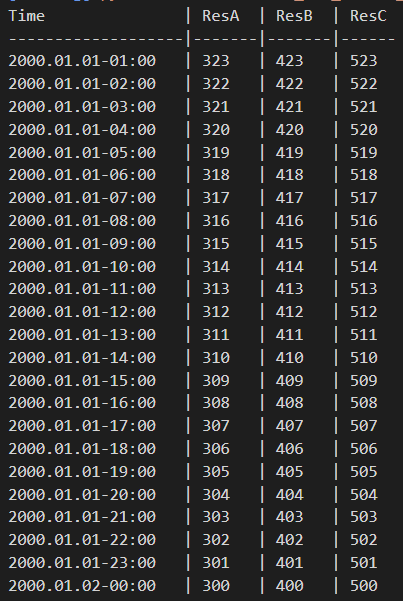 Time               | ResA  | ResB  | ResC
-------------------|-------|-------|------
2000.01.01-01:00   | 323   | 423   | 523
2000.01.01-02:00   | 322   | 422   | 522
2000.01.01-03:00   | 321   | 421   | 521
2000.01.01-04:00   | 320   | 420   | 520
2000.01.01-05:00   | 319   | 419   | 519
2000.01.01-06:00   | 318   | 418   | 518
2000.01.01-07:00   | 317   | 417   | 517
2000.01.01-08:00   | 316   | 416   | 516
2000.01.01-09:00   | 315   | 415   | 515
2000.01.01-10:00   | 314   | 414   | 514
2000.01.01-11:00   | 313   | 413   | 513
2000.01.01-12:00   | 312   | 412   | 512
2000.01.01-13:00   | 311   | 411   | 511
2000.01.01-14:00   | 310   | 410   | 510
2000.01.01-15:00   | 309   | 409   | 509
2000.01.01-16:00   | 308   | 408   | 508
2000.01.01-17:00   | 307   | 407   | 507
2000.01.01-18:00   | 306   | 406   | 506
2000.01.01-19:00   | 305   | 405   | 505
2000.01.01-20:00   | 304   | 404   | 504
2000.01.01-21:00   | 303   | 403   | 503
2000.01.01-22:00   | 302   | 402   | 502
2000.01.01-23:00   | 301   | 401   | 501
2000.01.02-00:00   | 300   | 400   | 500